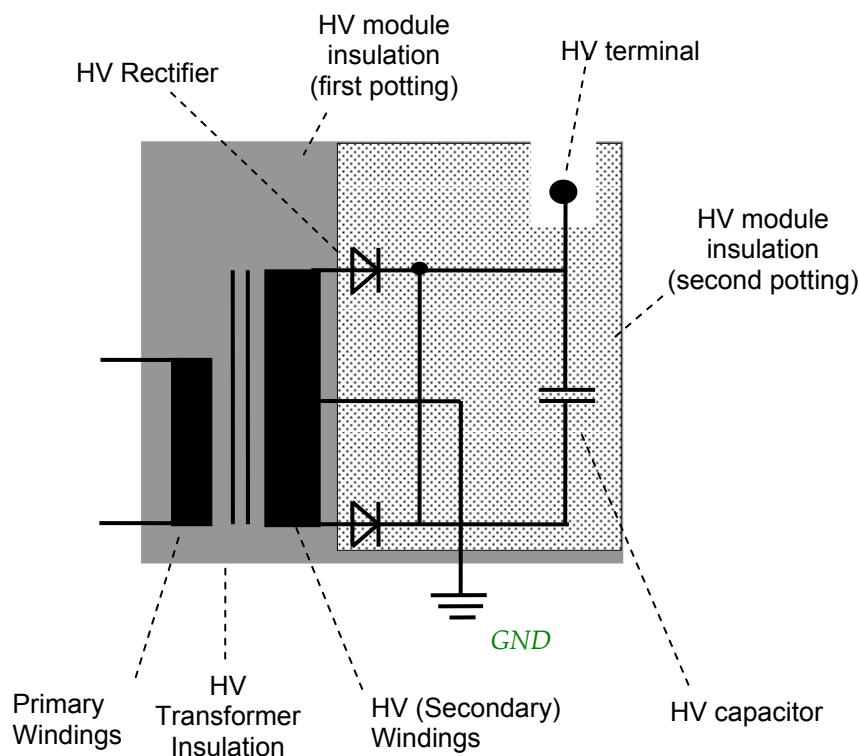 HV module
insulation
(first potting)
HV terminal
HV Rectifier
HV module
insulation
(second potting)
GND
Primary
Windings
HV
Transformer
Insulation
HV (Secondary)
Windings
HV capacitor